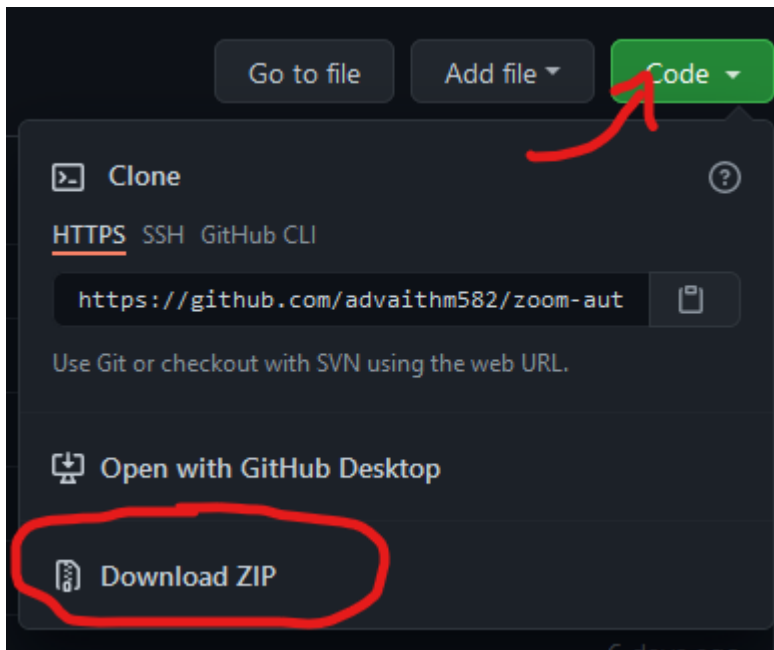 Go to file Add file Code
Clone
HTTPS SSH GitHub CLI
https://github.com/advaithm582/zoom-aut
Use Git or checkout with SVN using the web URL.
Open with GitHub Desktop
Download ZIP